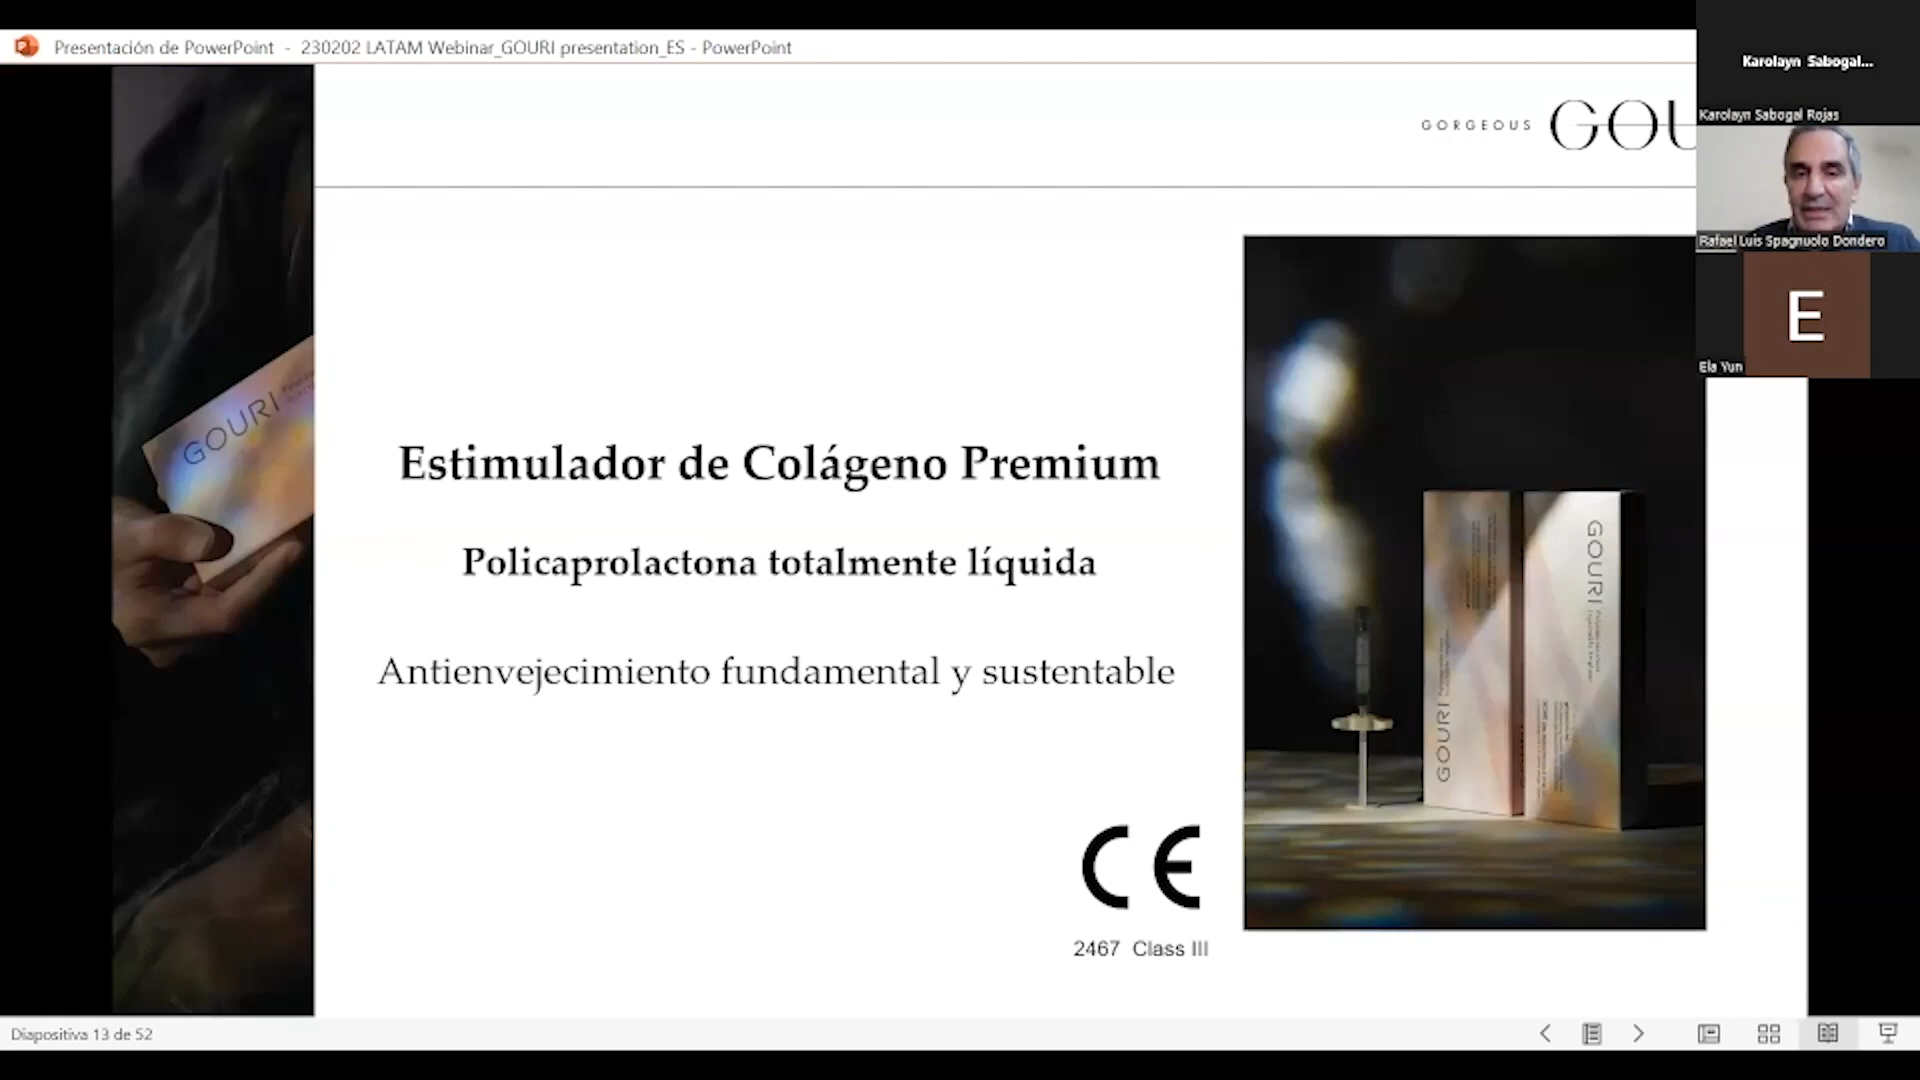 Presentación de PowerPoint - 230202 LATAM Webinar_GOURI presentation_ES - PowerPoint
Karolayn Sabogal...
Karolayn Sabogal Rojas
GORGEOUS GOU
Rafael Luis Spagnuolo Dondero
E
Ela Yun
GOURI
Estimulador de Colágeno Premium
Policaprolactona totalmente líquida
Antienvejecimiento fundamental y sustentable
GOURI
GOURI
CE
2467 Class III
Diapositiva 13 de 52